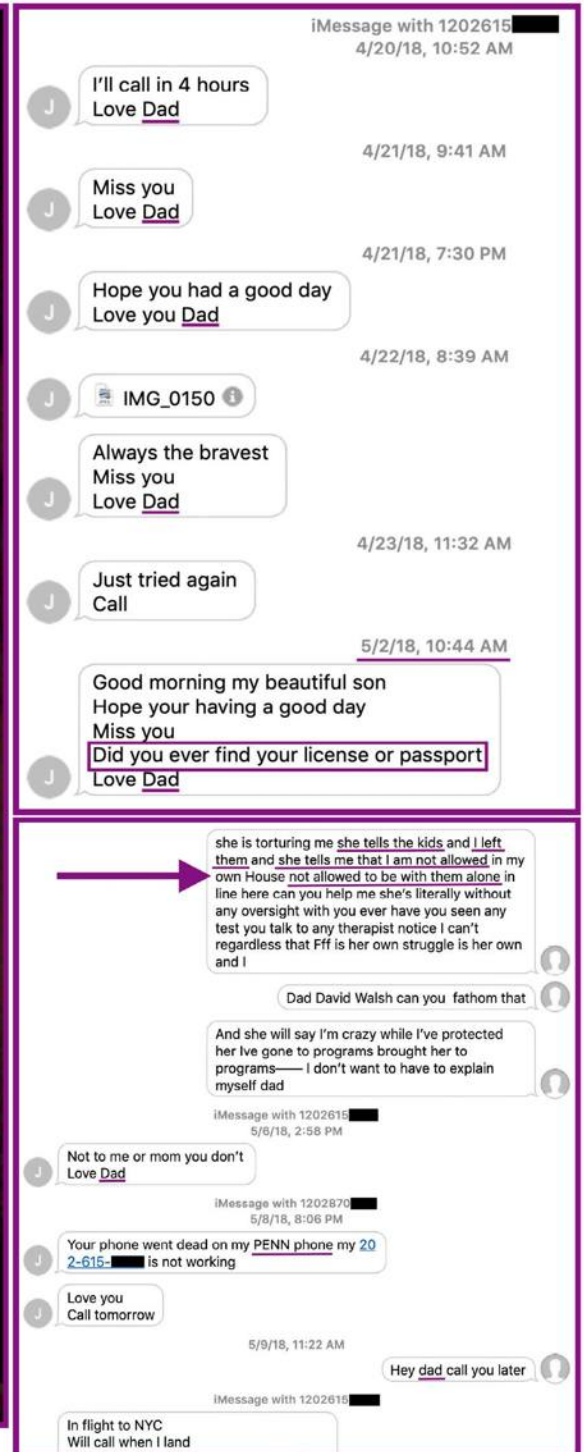 iMessage with 1202615
4/20/18, 10:52 AM
J
I'll call in 4 hours
Love Dad
4/21/18, 9:41 AM
J
Miss you
Love Dad
4/21/18, 7:30 PM
J
Hope you had a good day
Love you Dad
4/22/18, 8:39 AM
J
IMG_0150
J
Always the bravest
Miss you
Love Dad
4/23/18, 11:32 AM
J
Just tried again
Call
5/2/18, 10:44 AM
J
Good morning my beautiful son
Hope your having a good day
Miss you
Did you ever find your license or passport
Love Dad
she is torturing me she tells the kids and I left
them and she tells me that I am not allowed in my
own House not allowed to be with them alone in
line here can you help me she's literally without
any oversight with you ever have you seen any
test you talk to any therapist notice I can't
regardless that Fff is her own struggle is her own
and I
Dad David Walsh can you fathom that
And she will say I'm crazy while I've protected
her Ive gone to programs brought her to
programs—— I don't want to have to explain
myself dad
iMessage with 1202615
5/6/18, 2:58 PM
J
Not to me or mom you don't
Love Dad
iMessage with 1202870
5/8/18, 8:06 PM
J
Your phone went dead on my PENN phone my 20
2-615- is not working
J
Love you
Call tomorrow
5/9/18, 11:22 AM
Hey dad call you later
iMessage with 1202615
In flight to NYC
Will call when I land